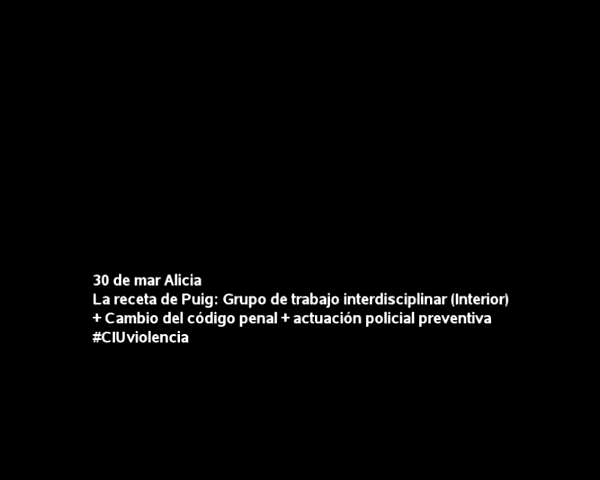 30 de mar Alicia
La receta de Puig: Grupo de trabajo interdisciplinar (Interior)
+ Cambio del código penal + actuación policial preventiva
#CIUviolencia